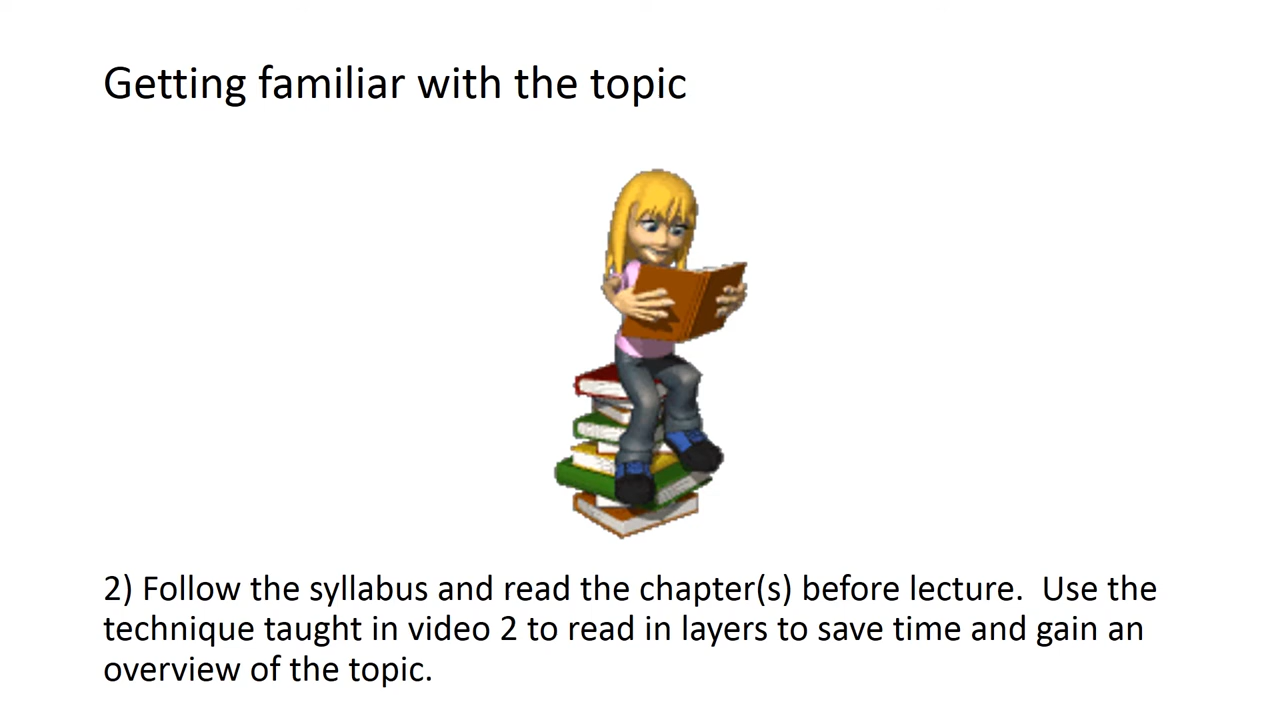 Getting familiar with the topic
2) Follow the syllabus and read the chapter(s) before lecture.  Use the
technique taught in video 2 to read in layers to save time and gain an
overview of the topic.